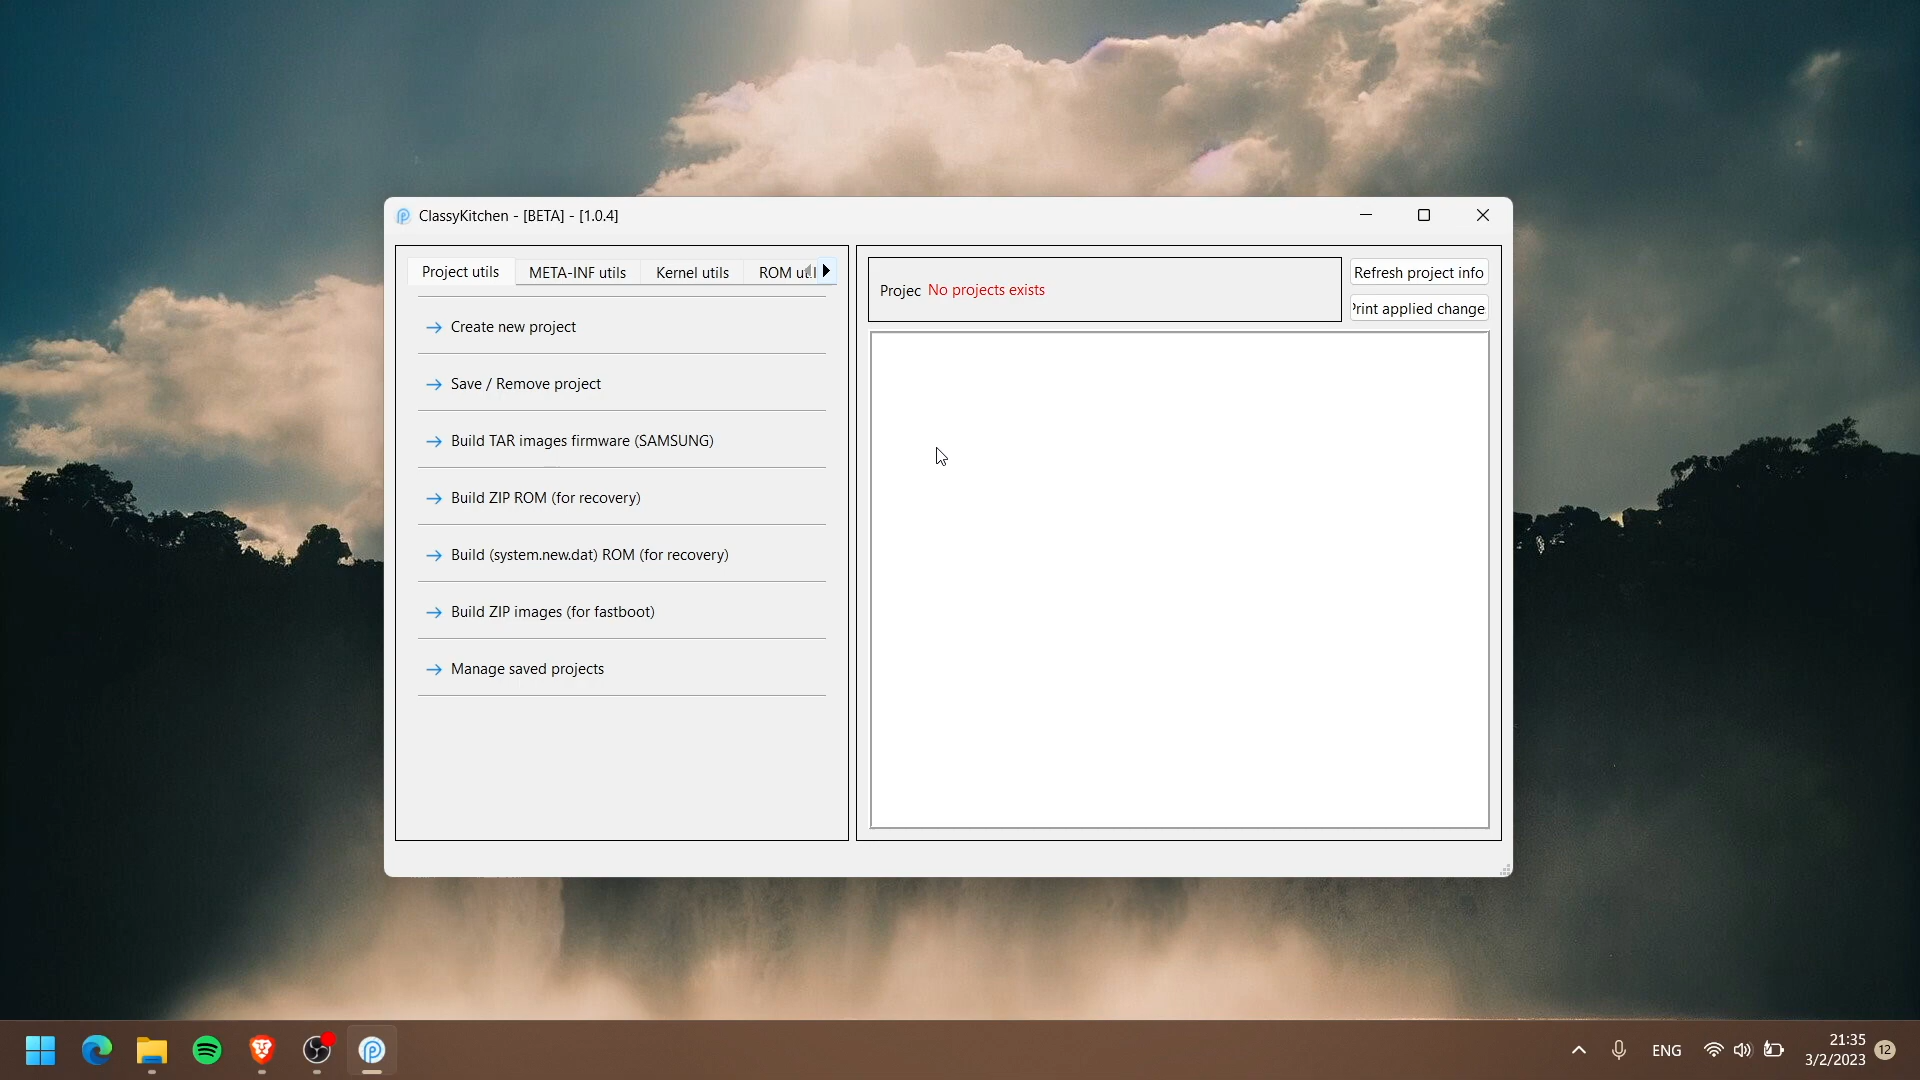 ClassyKitchen - [BETA] - [1.0.4]
Project utils
META-INF utils
Kernel utils
ROM util
Create new project
Save / Remove project
Build TAR images firmware (SAMSUNG)
Build ZIP ROM (for recovery)
Build (system.new.dat) ROM (for recovery)
Build ZIP images (for fastboot)
Manage saved projects
Projec No projects exists
Refresh project info
Print applied change
ENG
21:35
3/2/2023
12